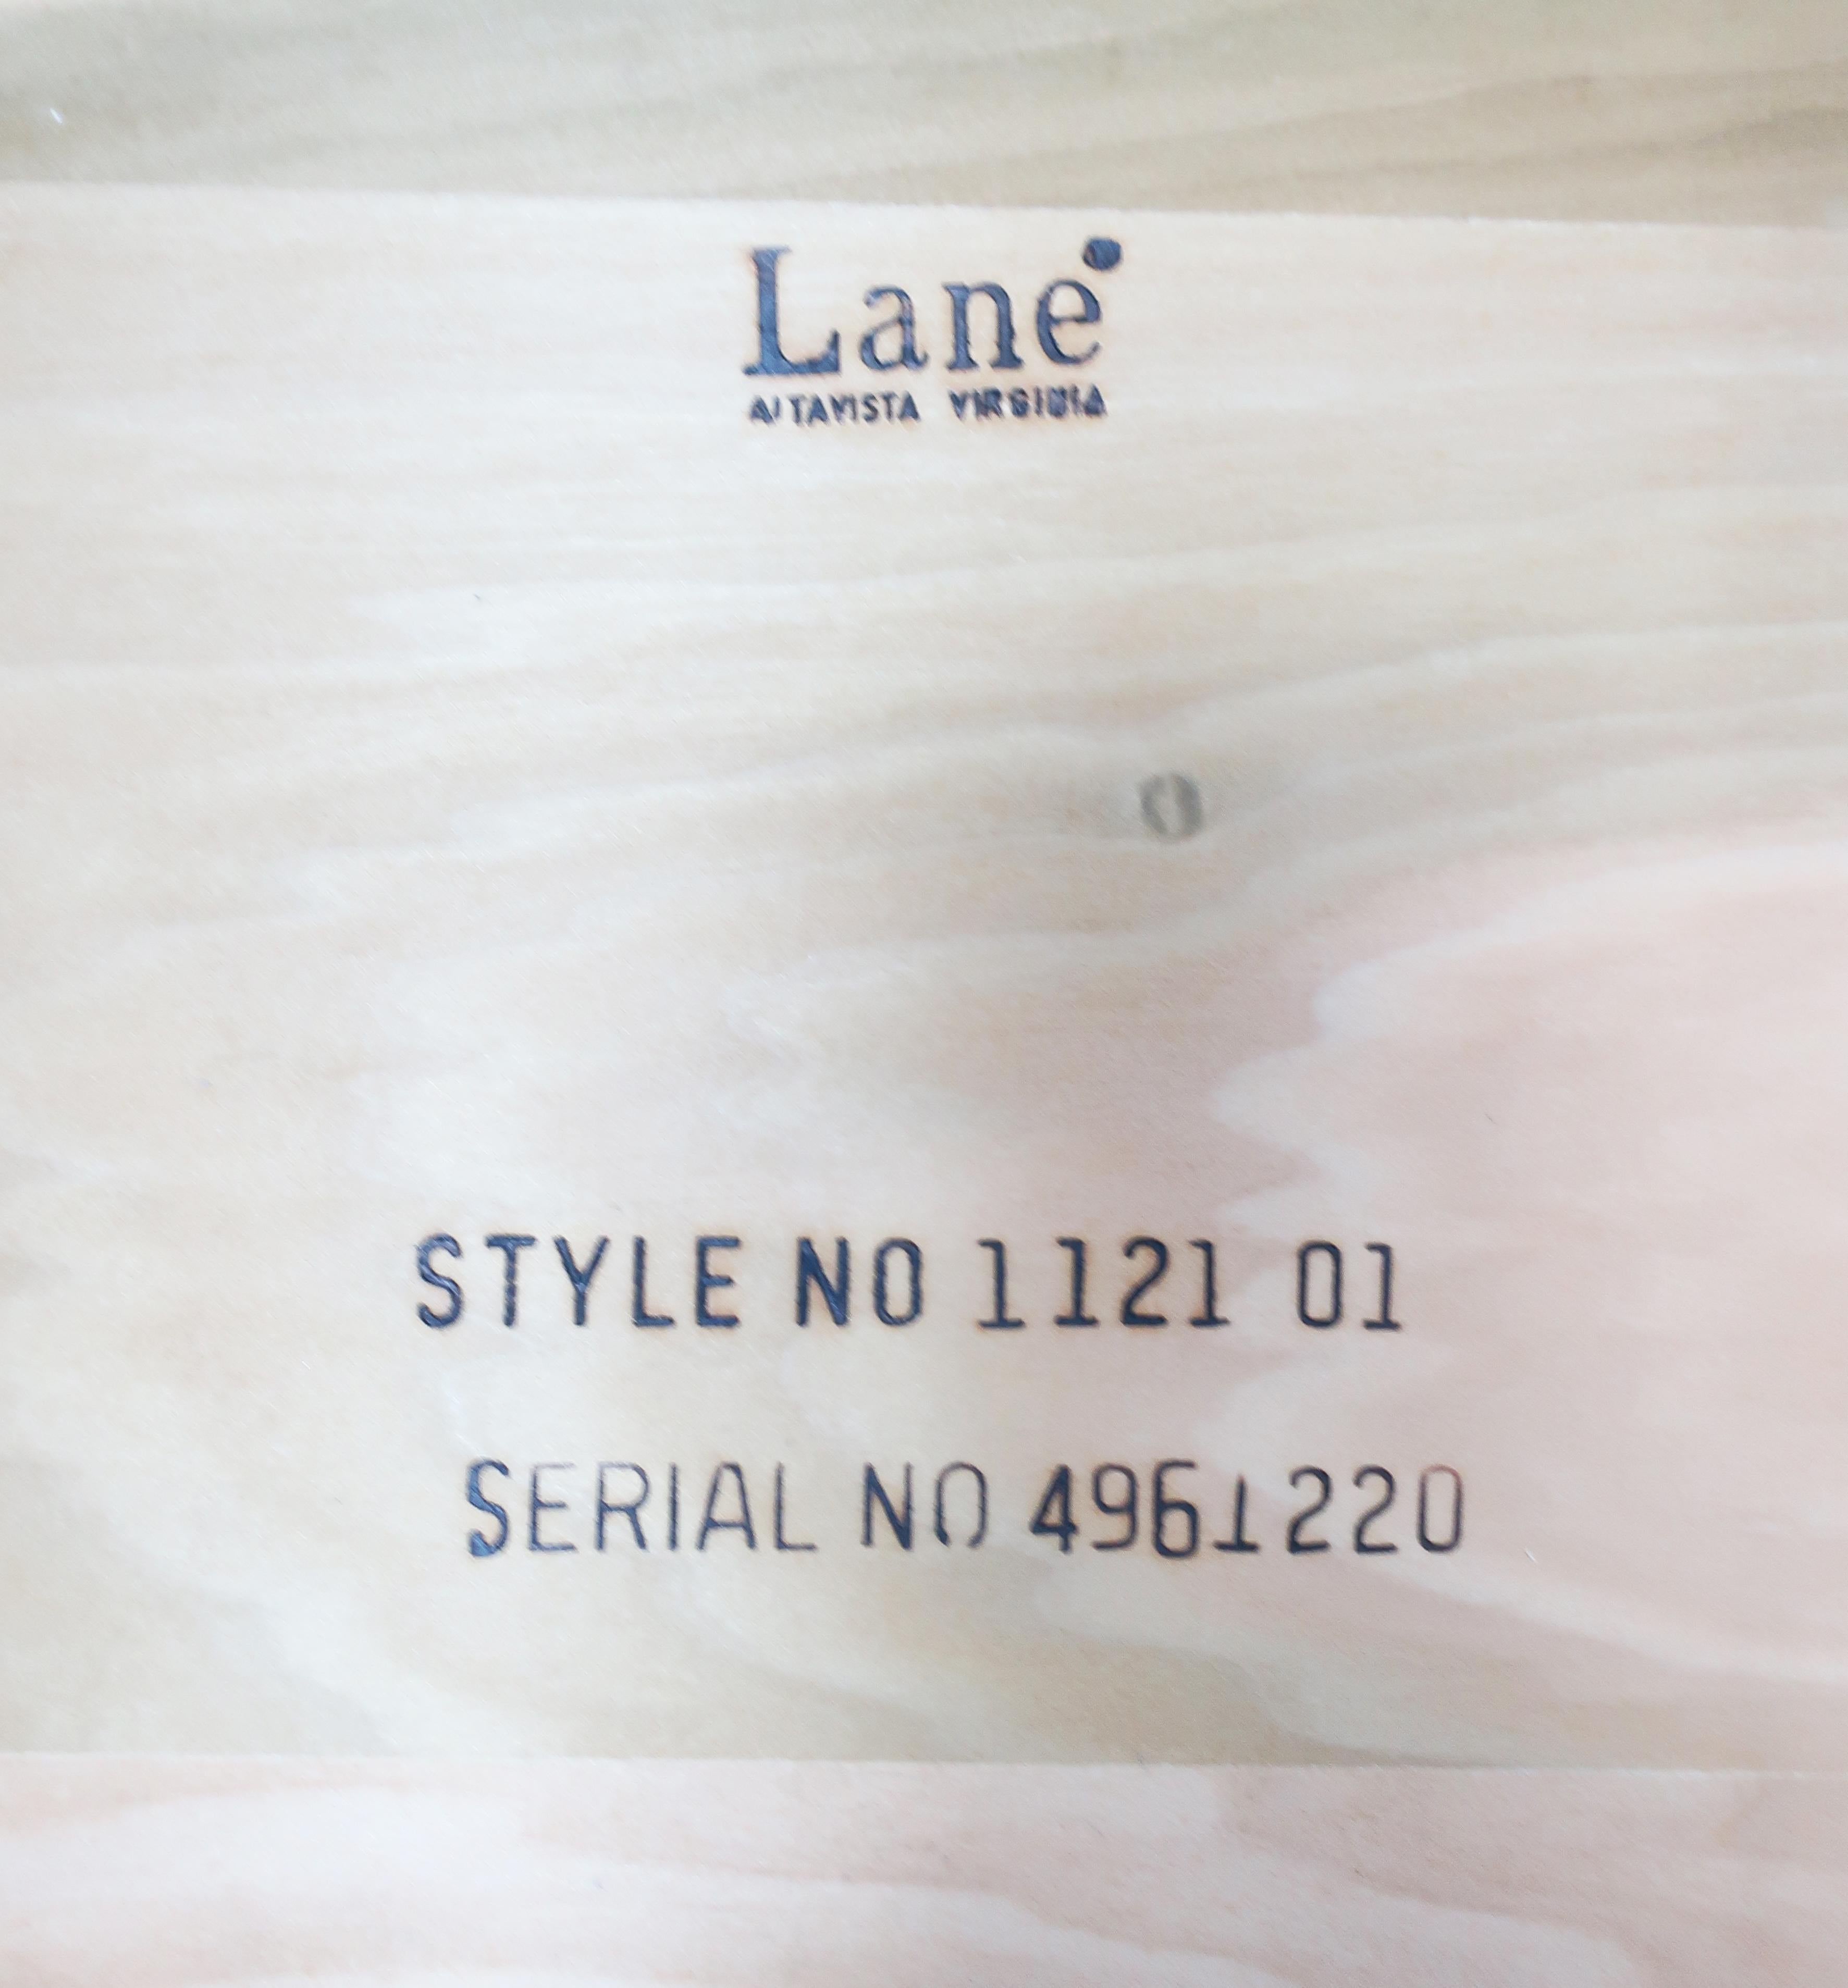 Lane
ALTAVISTA VIRGINIA
STYLE NO 1121 01
SERIAL NO 4961220